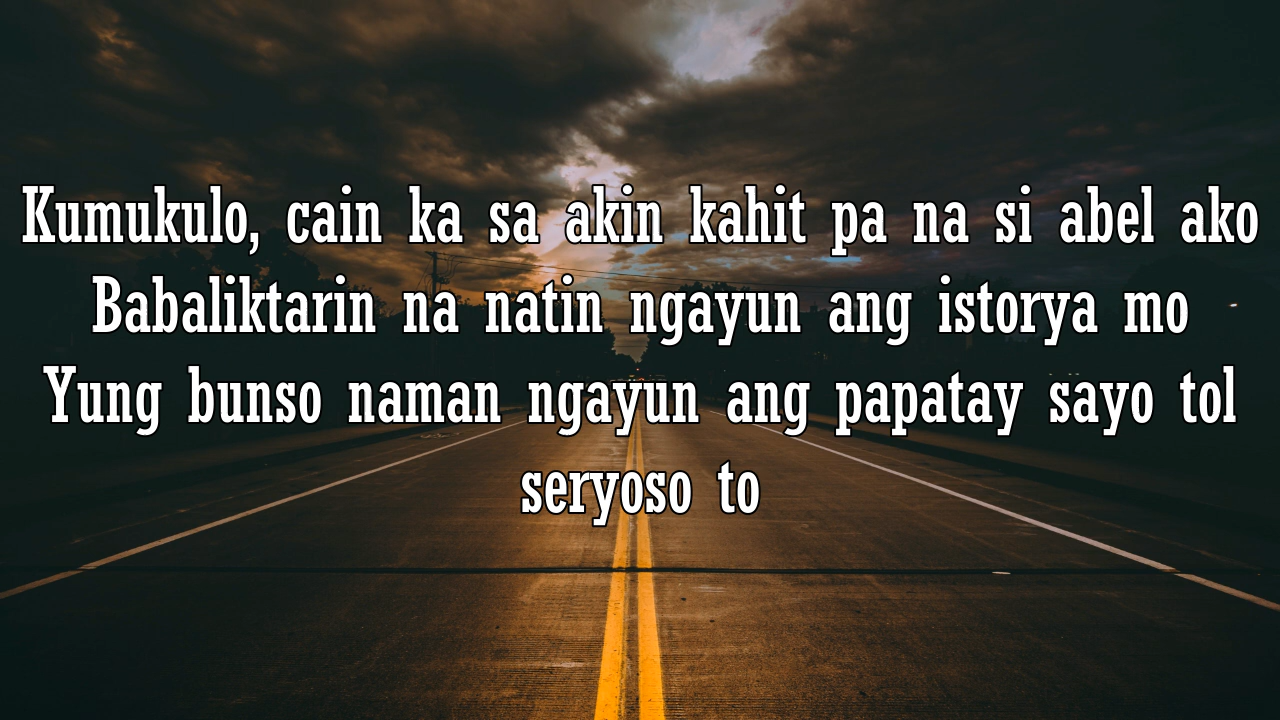 Kumukulo, cain ka sa akin kahit pa na si abel ako
Babaliktarin na natin ngayun ang istorya mo
Yung bunso naman ngayun ang papatay sayo tol
seryoso to